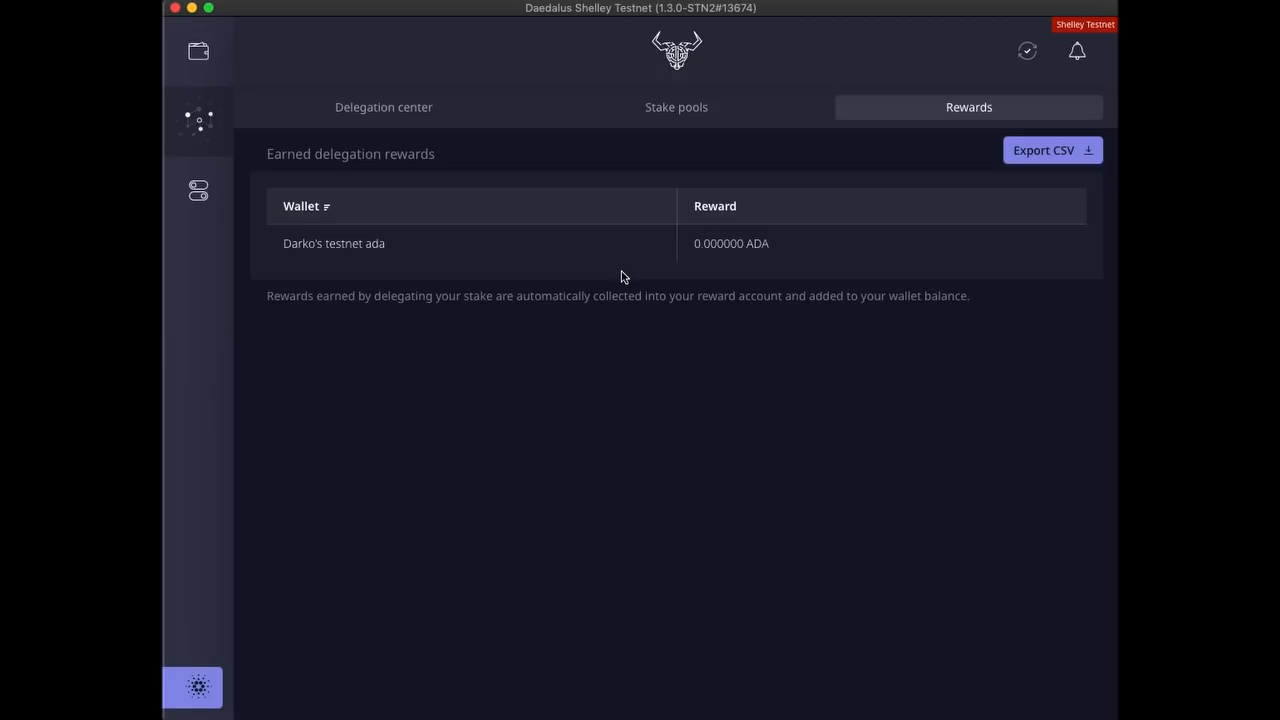 Daedalus Shelley Testnet (1.3.0-STN2#13674)
Shelley Testnet
Delegation center
Stake pools
Rewards
Earned delegation rewards
Export CSV
Wallet
Reward
Darko's testnet ada
0.000000 ADA
Rewards earned by delegating your stake are automatically collected into your reward account and added to your wallet balance.